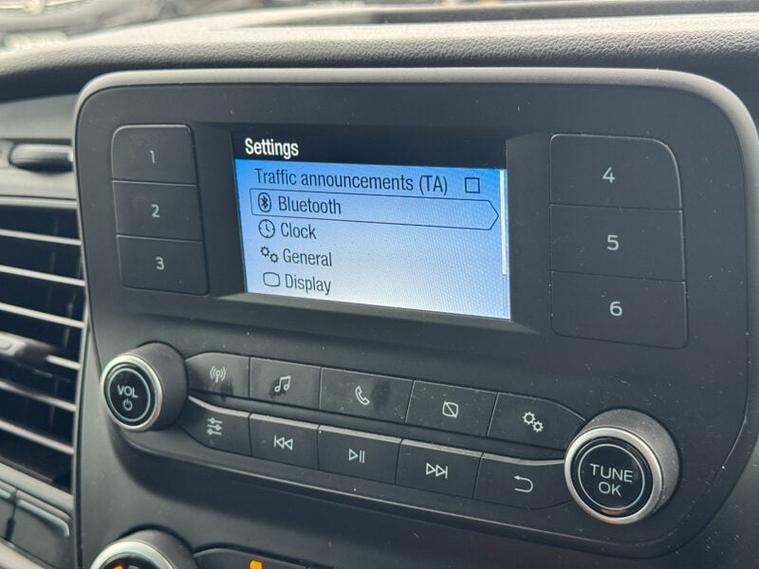 Settings
Traffic announcements (TA)
Bluetooth
Clock
General
Display
1
2
3
4
5
6
VOL
TUNE
OK